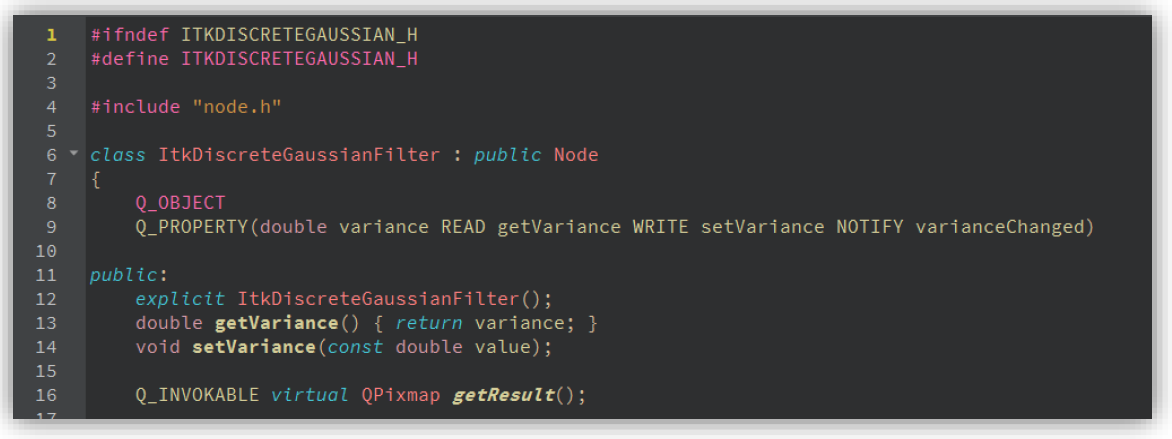 1 #ifndef ITKDISCRETEGAUSSIAN_H
2 #define ITKDISCRETEGAUSSIAN_H
3
4 #include "node.h"
5
6 class ItkDiscreteGaussianFilter : public Node
7 {
8 Q_OBJECT
9 Q_PROPERTY(double variance READ getVariance WRITE setVariance NOTIFY varianceChanged)
10
11 public:
12 explicit ItkDiscreteGaussianFilter();
13 double getVariance() { return variance; }
14 void setVariance(const double value);
15
16 Q_INVOKABLE virtual QPixmap getResult();
17